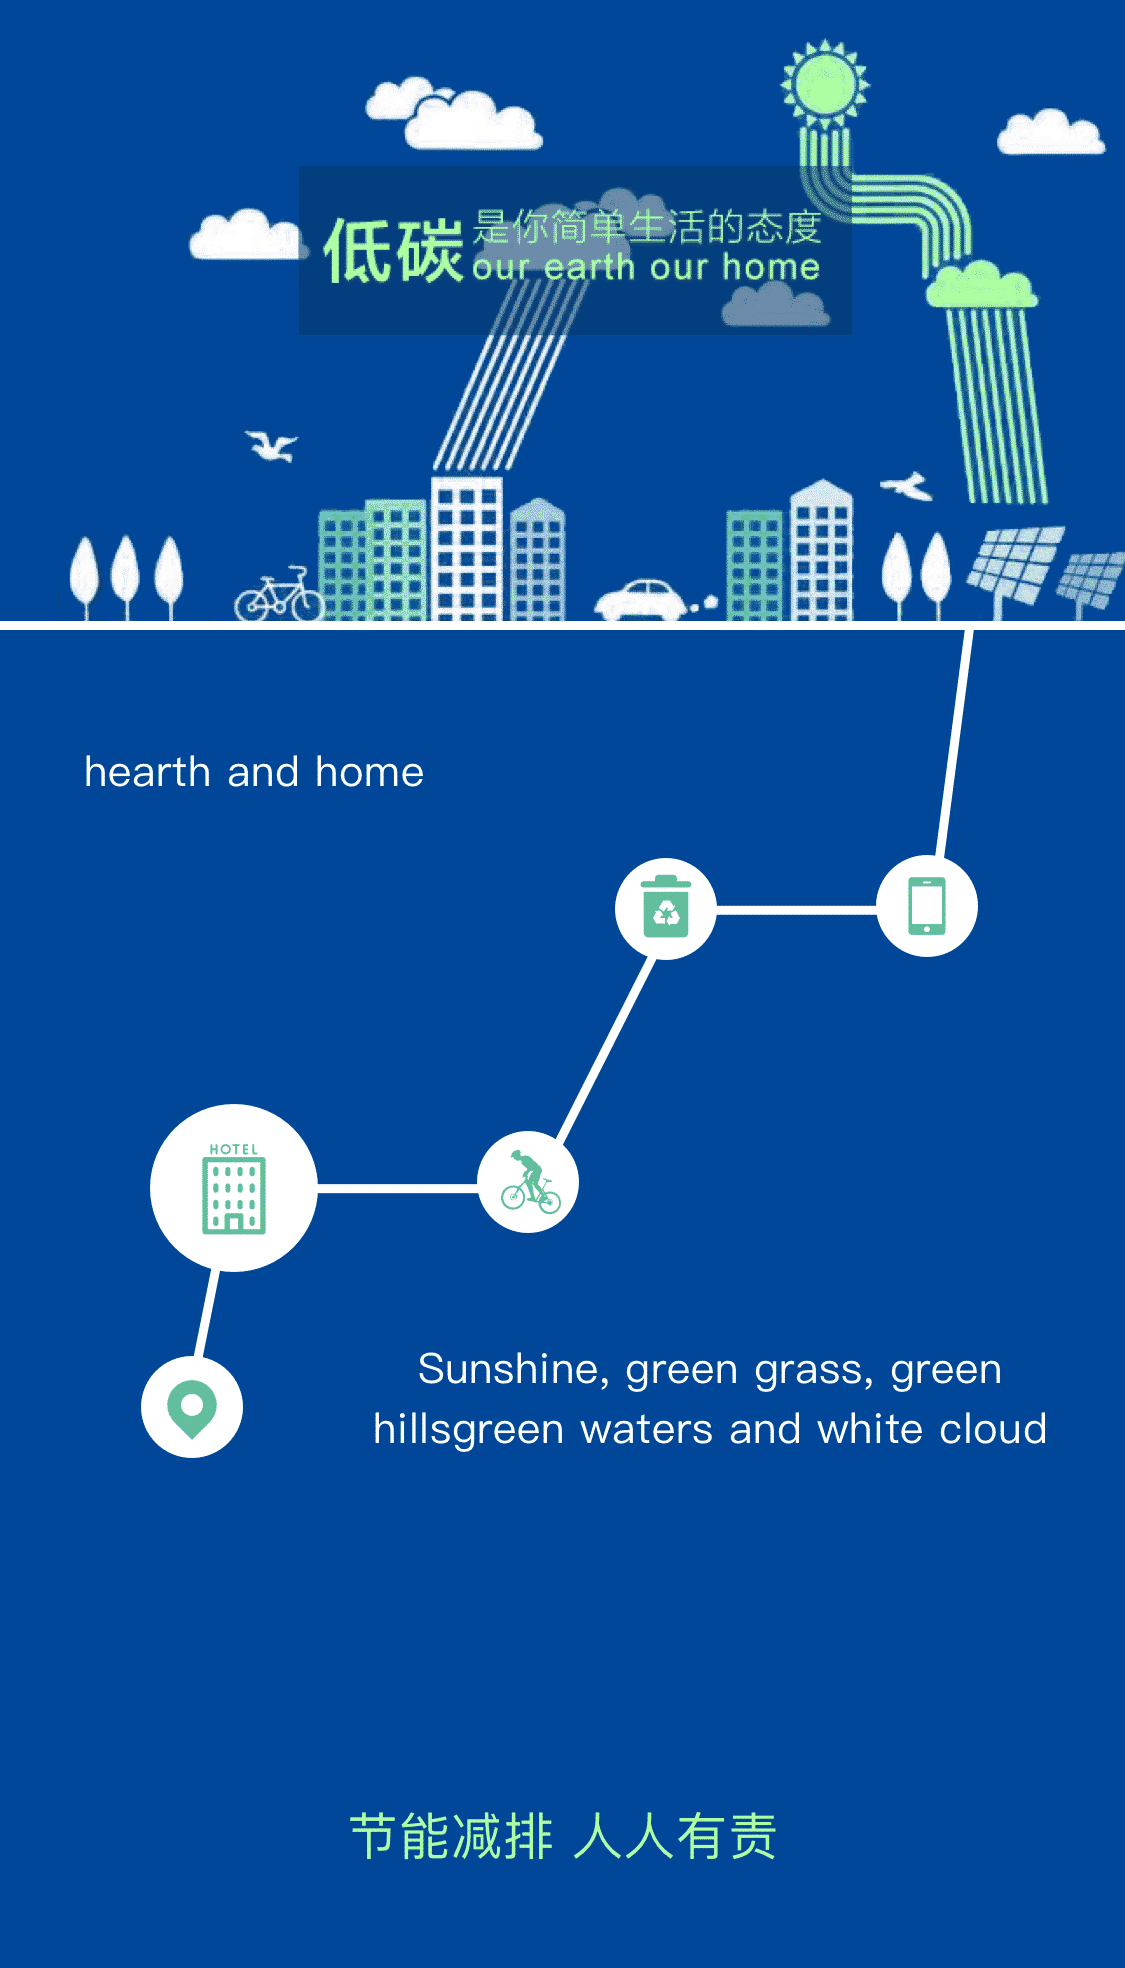 低碳
是你简单生活的态度
our earth our home
hearth and home
HOTEL
Sunshine, green grass, green
hillsgreen waters and white cloud
节能减排 人人有责